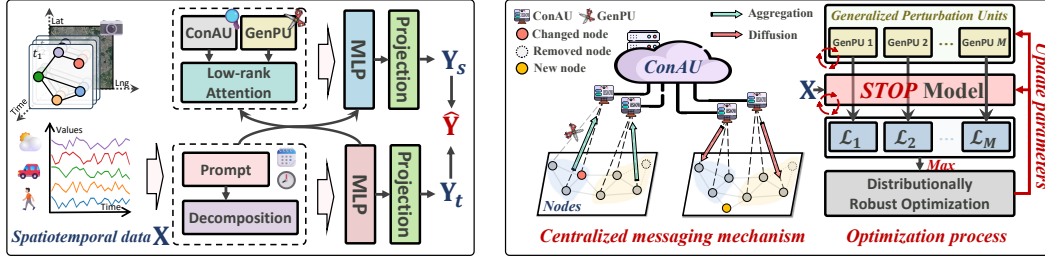 Lat
t₁
Lng
Time
Values
Time
Spatiotemporal data X
ConAU
GenPU
Low-rank
Attention
MLP
Projection
Yₛ
Ŷ
Prompt
Decomposition
MLP
Projection
Yₜ
ConAU
GenPU
Changed node
Removed node
New node
Aggregation
Diffusion
ConAU
Nodes
Centralized messaging mechanism
Generalized Perturbation Units
GenPU 1
GenPU 2
...
GenPU M
X
STOP Model
ℒ₁
ℒ₂
...
ℒ_M
Max
Distributionally
Robust Optimization
Update parameters
Optimization process